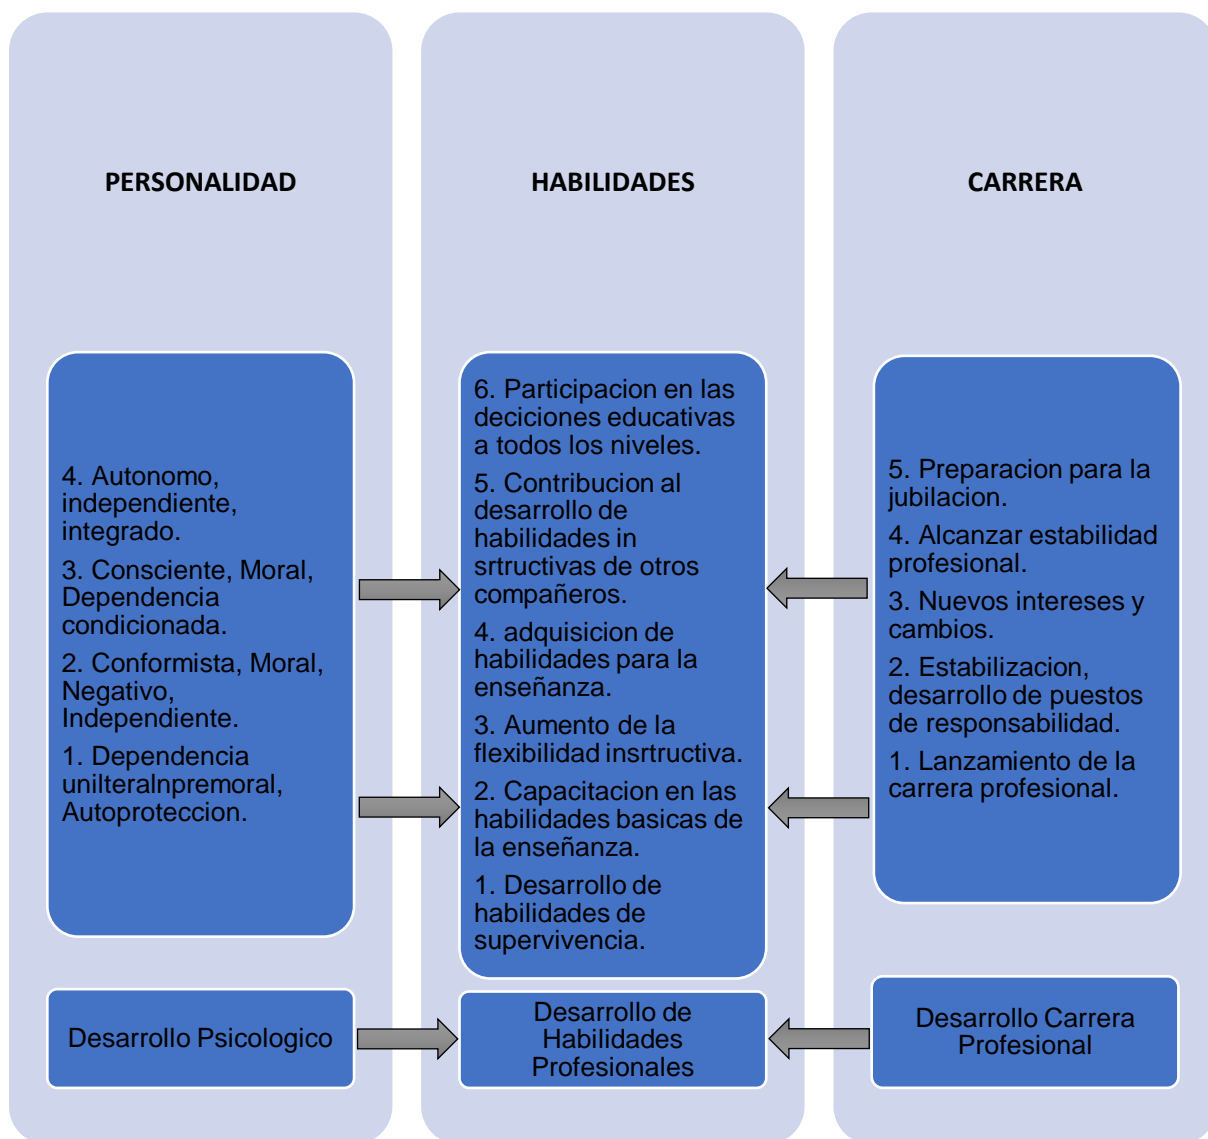 PERSONALIDAD
4. Autonomo,
independiente,
integrado.
3. Consciente, Moral,
Dependencia
condicionada.
2. Conformista, Moral,
Negativo,
Independiente.
1. Dependencia
unilteralnpremoral,
Autoproteccion.
Desarrollo Psicologico
HABILIDADES
6. Participacion en las
deciciones educativas
a todos los niveles.
5. Contribucion al
desarrollo de
habilidades in
srtructivas de otros
compañeros.
4. adquisicion de
habilidades para la
enseñanza.
3. Aumento de la
flexibilidad insrtructiva.
2. Capacitacion en las
habilidades basicas de
la enseñanza.
1. Desarrollo de
habilidades de
supervivencia.
Desarrollo de
Habilidades
Profesionales
CARRERA
5. Preparacion para la
jubilacion.
4. Alcanzar estabilidad
profesional.
3. Nuevos intereses y
cambios.
2. Estabilizacion,
desarrollo de puestos
de responsabilidad.
1. Lanzamiento de la
carrera profesional.
Desarrollo Carrera
Profesional